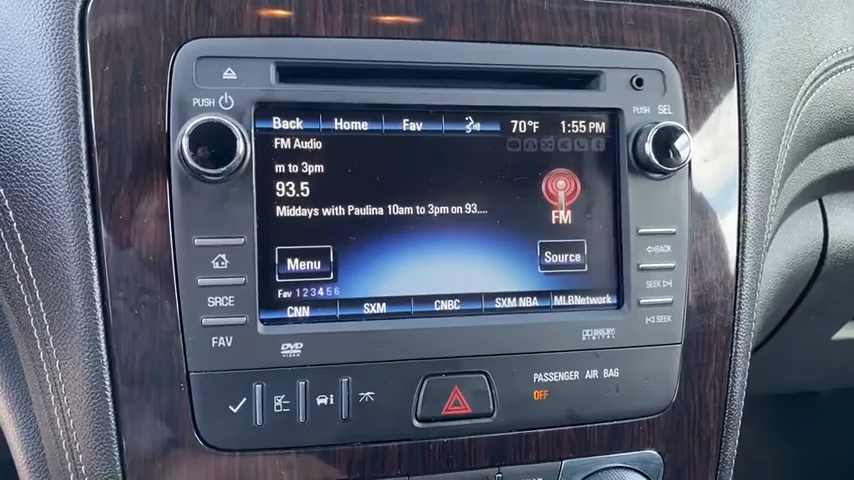 PUSH
PUSH SEL
Back Home Fav 70°F 1:55 PM
FM Audio
m to 3pm
93.5
Middays with Paulina 10am to 3pm on 93....
FM
Menu
Source
Fav 1 2 3 4 5 6
CNN SXM CNBC SXM NBA MLBNetwork
SRCE
FAV
BACK
SEEK
SEEK
DVD
VIDEO
DOLBY
DIGITAL
i
PASSENGER AIR BAG
OFF